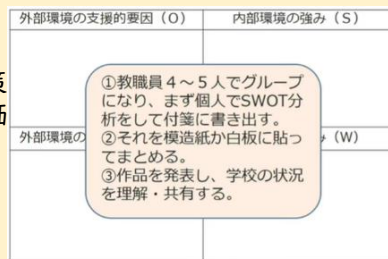 外部環境の支援的要因（O）
内部環境の強み（S）
①教職員４～５人でグループ
になり、まず個人でSWOT分
析をして付箋に書き出す。
②それを模造紙か白板に貼っ
てまとめる。
③作品を発表し、学校の状況
を理解・共有する。
外部環境の
（W）